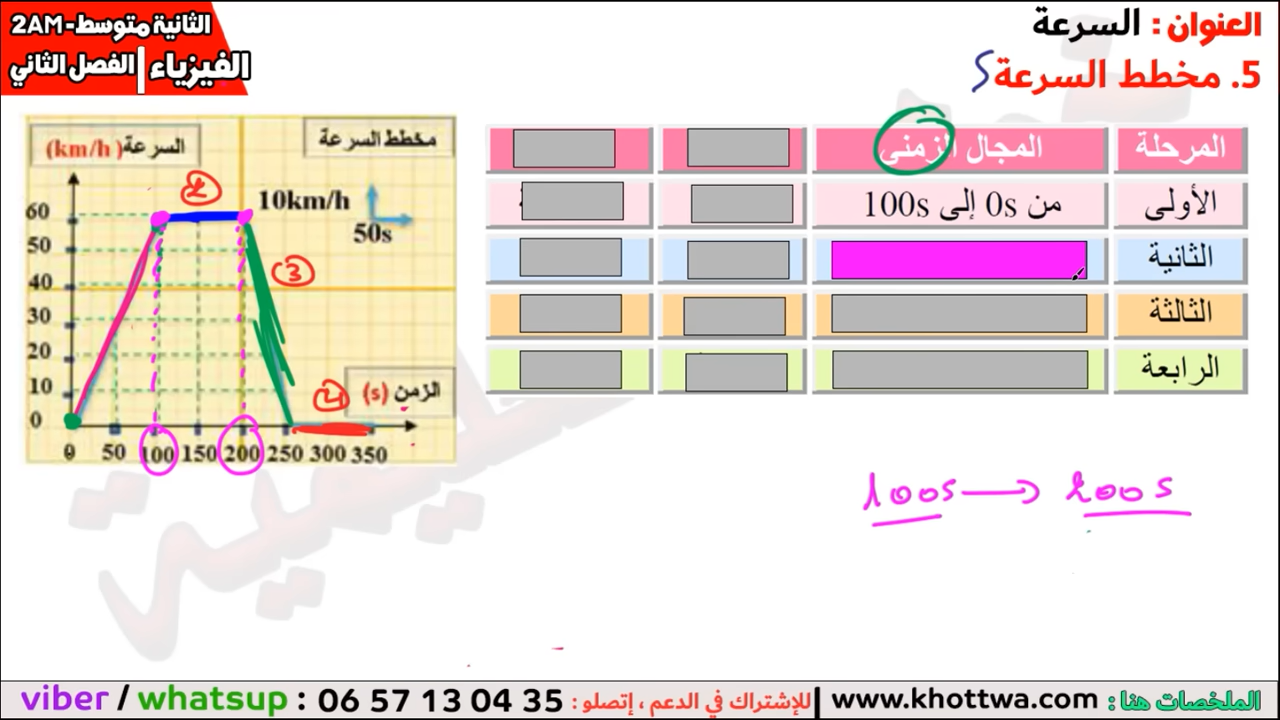 العنوان : السرعة
5. مخطط السرعة
الثانية متوسط-2AM
الفيزياء | الفصل الثاني
مخطط السرعة
السرعة (km/h)
10km/h
50s
60
50
40
30
20
10
0
الزمن (s)
0 50 100 150 200 250 300 350
2
3
4
المرحلة
المجال الزمني
الأولى
من 0s إلى 100s
الثانية
الثالثة
الرابعة
100s → 200s
الملخصات هنا : www.khottwa.com | للإشتراك في الدعم ، إتصلو : viber / whatsup : 06 57 13 04 35